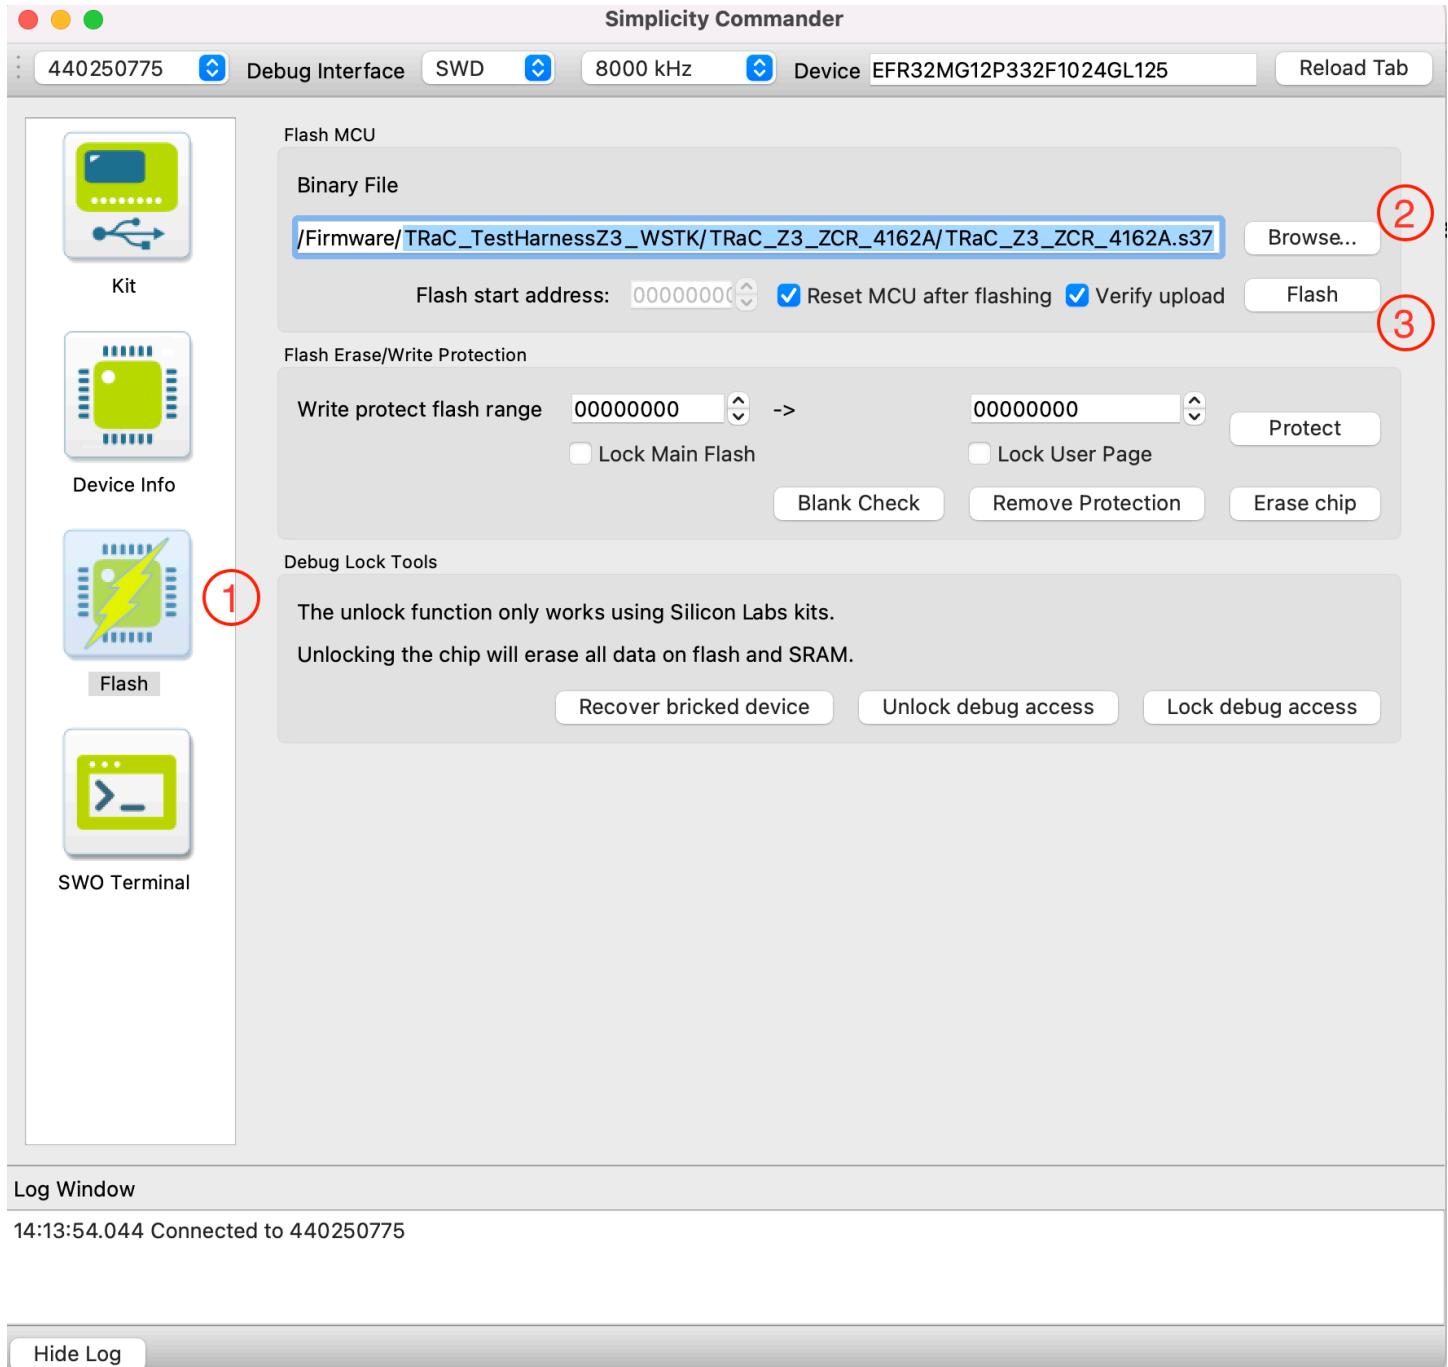 Simplicity Commander
440250775 Debug Interface SWD 8000 kHz Device EFR32MG12P332F1024GL125 Reload Tab
Kit
Device Info
Flash
1
SWO Terminal
Flash MCU
Binary File
/Firmware/TRaC_TestHarnessZ3_WSTK/TRaC_Z3_ZCR_4162A/TRaC_Z3_ZCR_4162A.s37 Browse... 2
Flash start address: 00000000 Reset MCU after flashing Verify upload Flash 3
Flash Erase/Write Protection
Write protect flash range 00000000 -> 00000000 Protect
Lock Main Flash Lock User Page
Blank Check Remove Protection Erase chip
Debug Lock Tools
The unlock function only works using Silicon Labs kits.
Unlocking the chip will erase all data on flash and SRAM.
Recover bricked device Unlock debug access Lock debug access
Log Window
14:13:54.044 Connected to 440250775
Hide Log